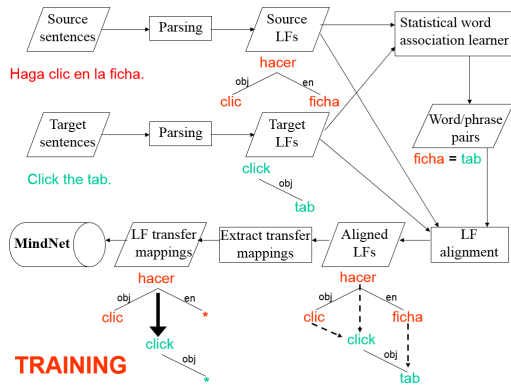 Source
sentences
Parsing
Source
LFs
Statistical word
association learner
Haga clic en la ficha.
hacer
obj
en
clic
ficha
Target
sentences
Parsing
Target
LFs
Word/phrase
pairs
ficha = tab
Click the tab.
click
obj
tab
MindNet
LF transfer
mappings
Extract transfer
mappings
Aligned
LFs
LF
alignment
hacer
obj
en
clic
*
click
obj
*
hacer
obj
en
clic
ficha
click
obj
tab
TRAINING